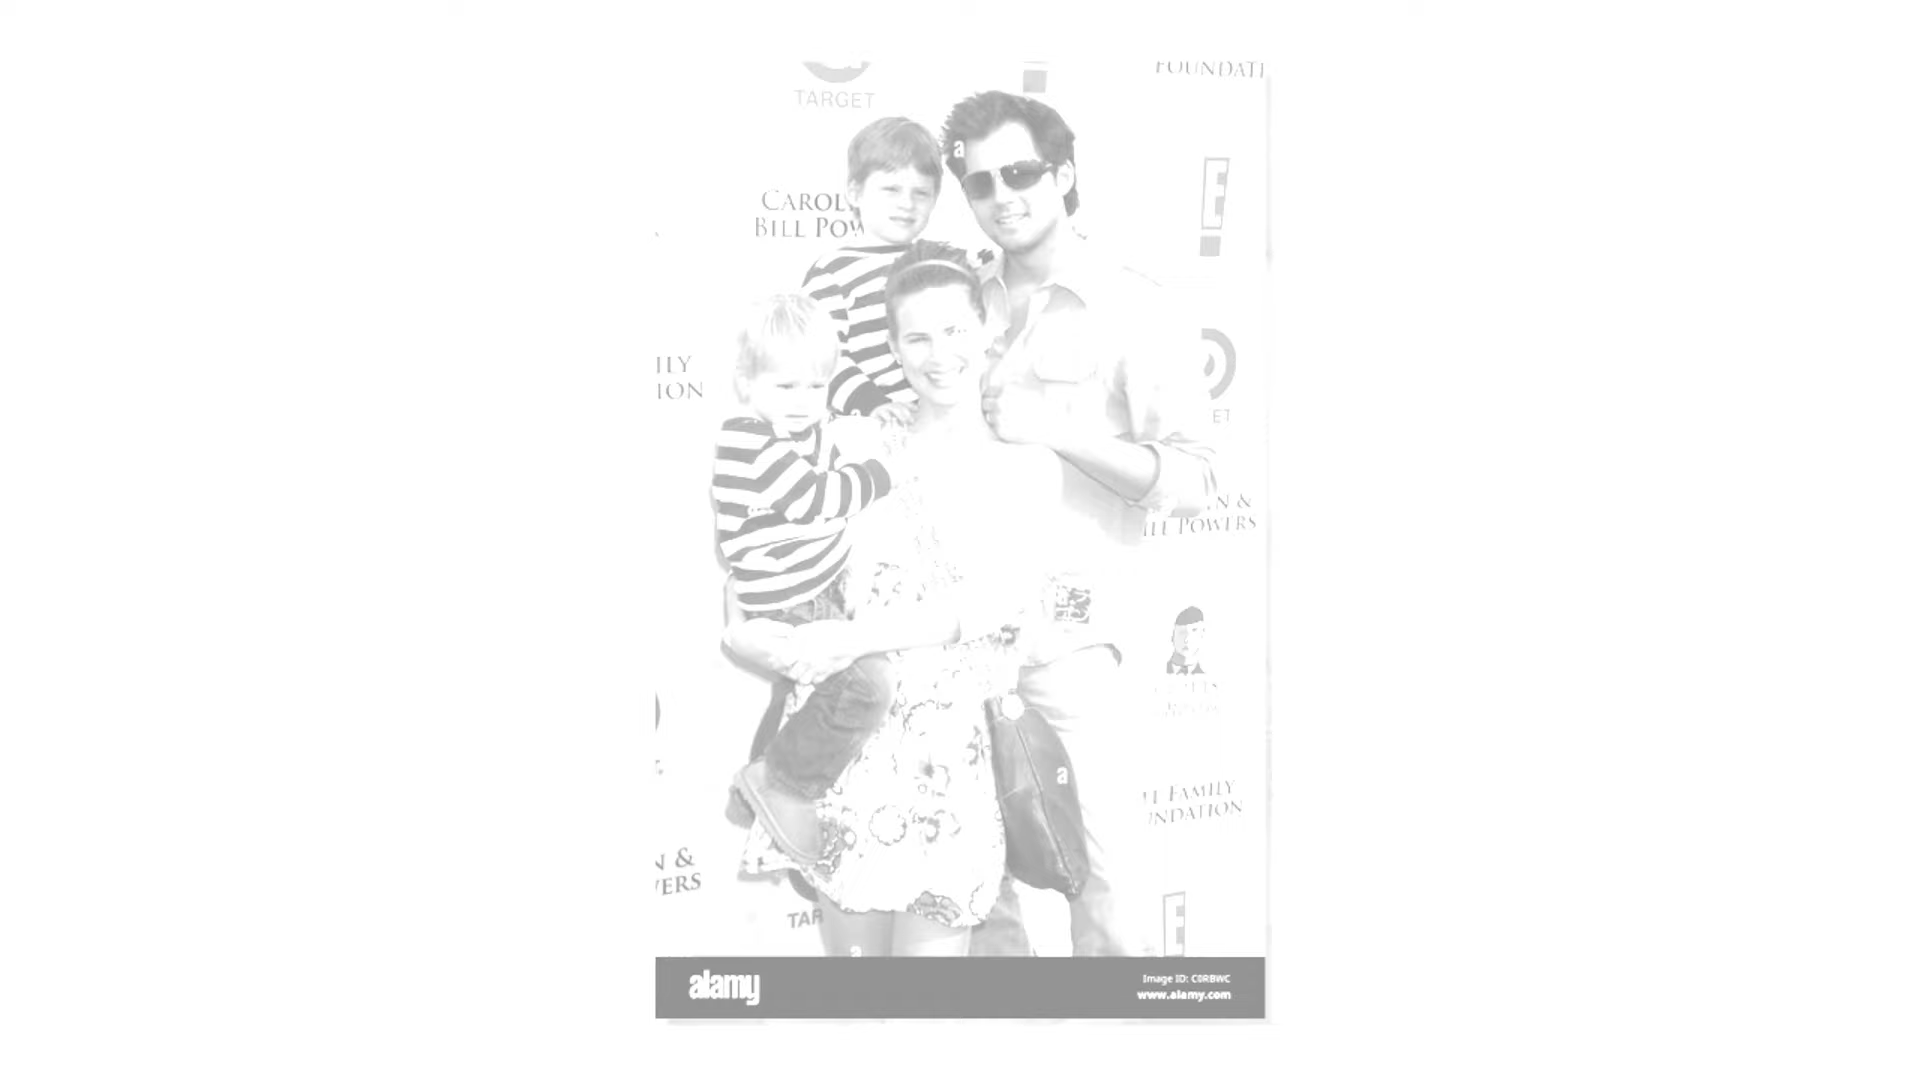 FOUNDATI
TARGET
CAROL
BILL POW
E
ILY
ION
ET
N &
ILL POWERS
FAMILY
NDATION
N &
ERS
TAR
E
a
a
a
alamy
Image ID: C0RBWC
www.alamy.com